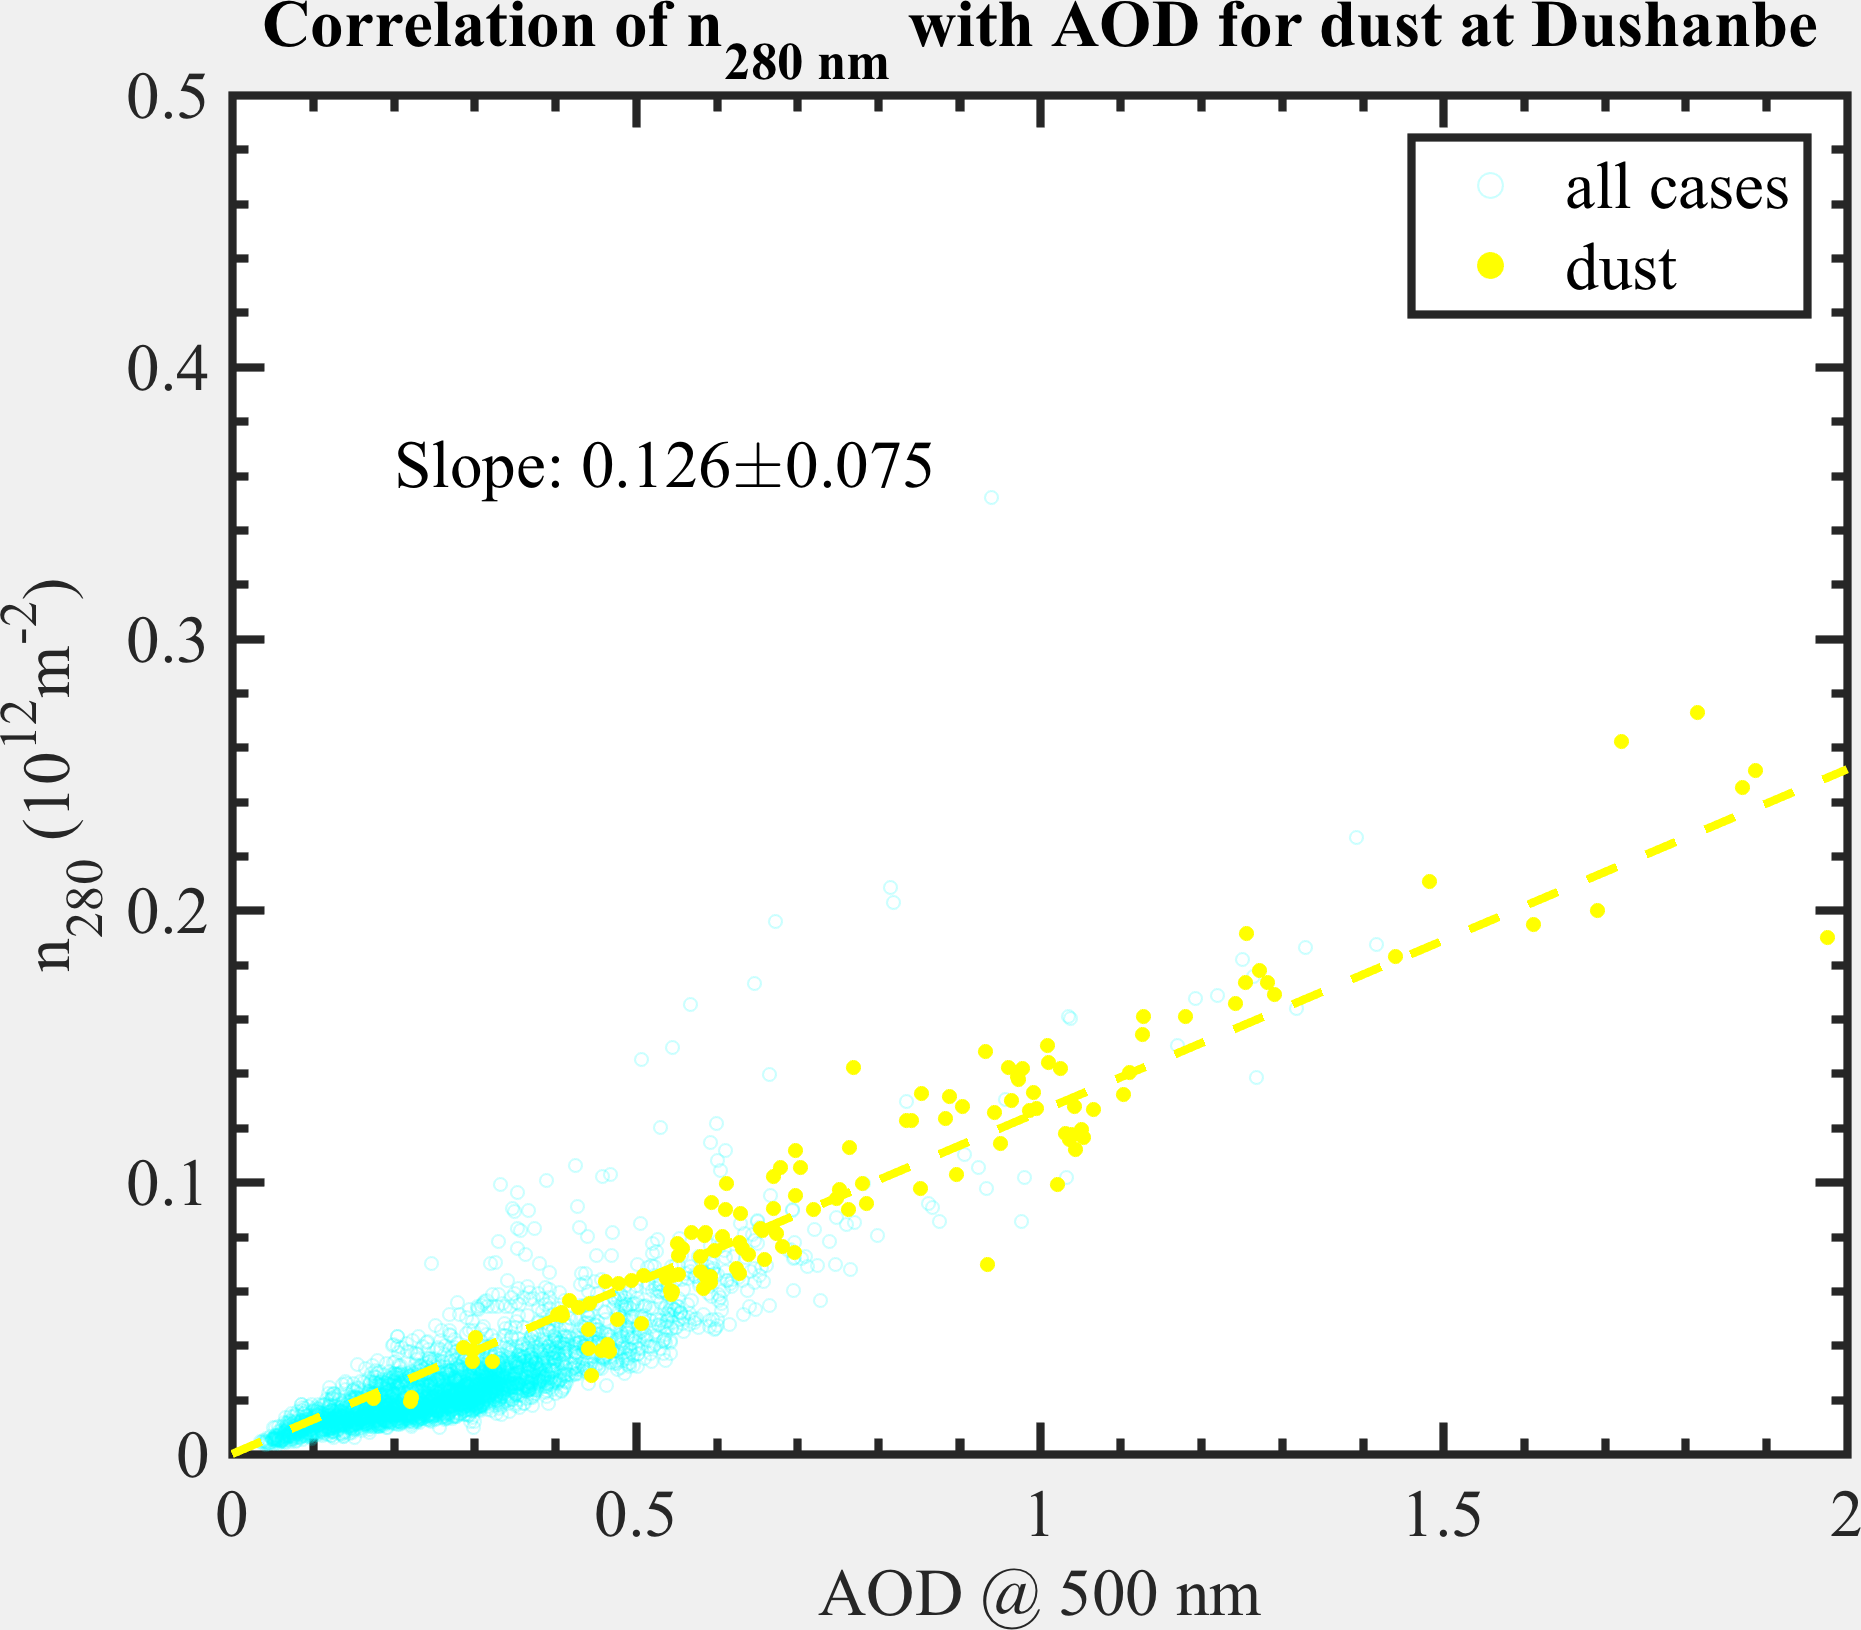 Correlation of n280 nm with AOD for dust at Dushanbe
0.5
0.4
0.3
0.2
0.1
0
n280 (10^12m^-2)
all cases
dust
Slope: 0.126±0.075
0
0.5
1
1.5
2
AOD @ 500 nm